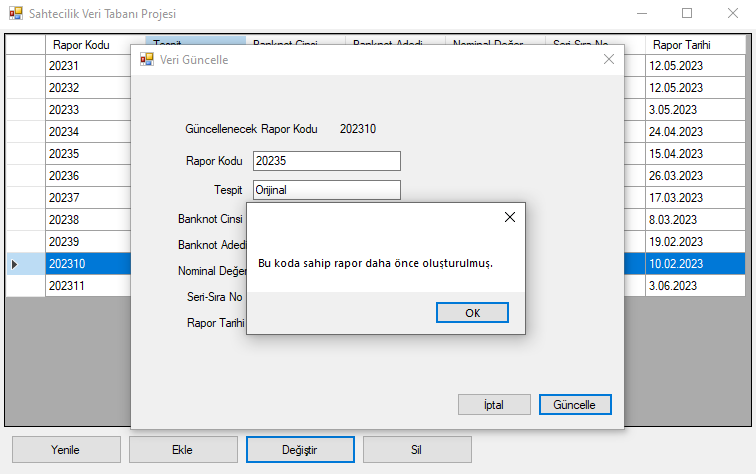 Sahtecilik Veri Tabanı Projesi
Rapor Kodu Tespit Banknot Cinsi Banknot Adedi Nominal Değer Seri-Sıra No Rapor Tarihi
20231 12.05.2023
20232 12.05.2023
20233 3.05.2023
20234 24.04.2023
20235 15.04.2023
20236 26.03.2023
20237 17.03.2023
20238 8.03.2023
20239 19.02.2023
202310 10.02.2023
202311 3.06.2023
Veri Güncelle
Güncellenecek Rapor Kodu 202310
Rapor Kodu 20235
Tespit Orijinal
Banknot Cinsi
Banknot Adedi
Nominal Değer
Seri-Sıra No
Rapor Tarihi
Bu koda sahip rapor daha önce oluşturulmuş.
OK
İptal Güncelle
Yenile Ekle Değiştir Sil